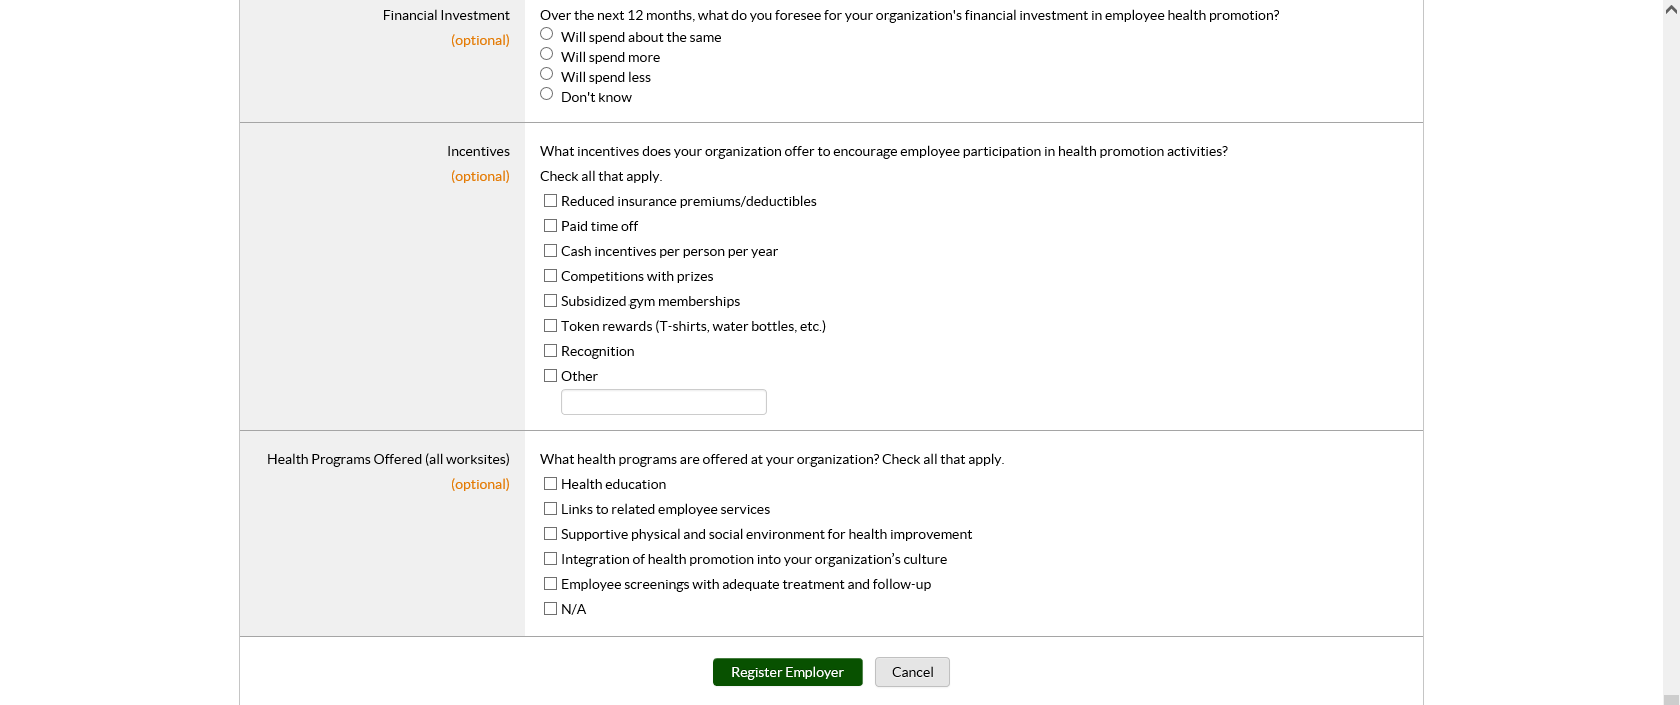 Financial Investment
(optional)
Over the next 12 months, what do you foresee for your organization's financial investment in employee health promotion?
Will spend about the same
Will spend more
Will spend less
Don't know
Incentives
(optional)
What incentives does your organization offer to encourage employee participation in health promotion activities?
Check all that apply.
Reduced insurance premiums/deductibles
Paid time off
Cash incentives per person per year
Competitions with prizes
Subsidized gym memberships
Token rewards (T-shirts, water bottles, etc.)
Recognition
Other
Health Programs Offered (all worksites)
(optional)
What health programs are offered at your organization? Check all that apply.
Health education
Links to related employee services
Supportive physical and social environment for health improvement
Integration of health promotion into your organization’s culture
Employee screenings with adequate treatment and follow-up
N/A
Register Employer
Cancel